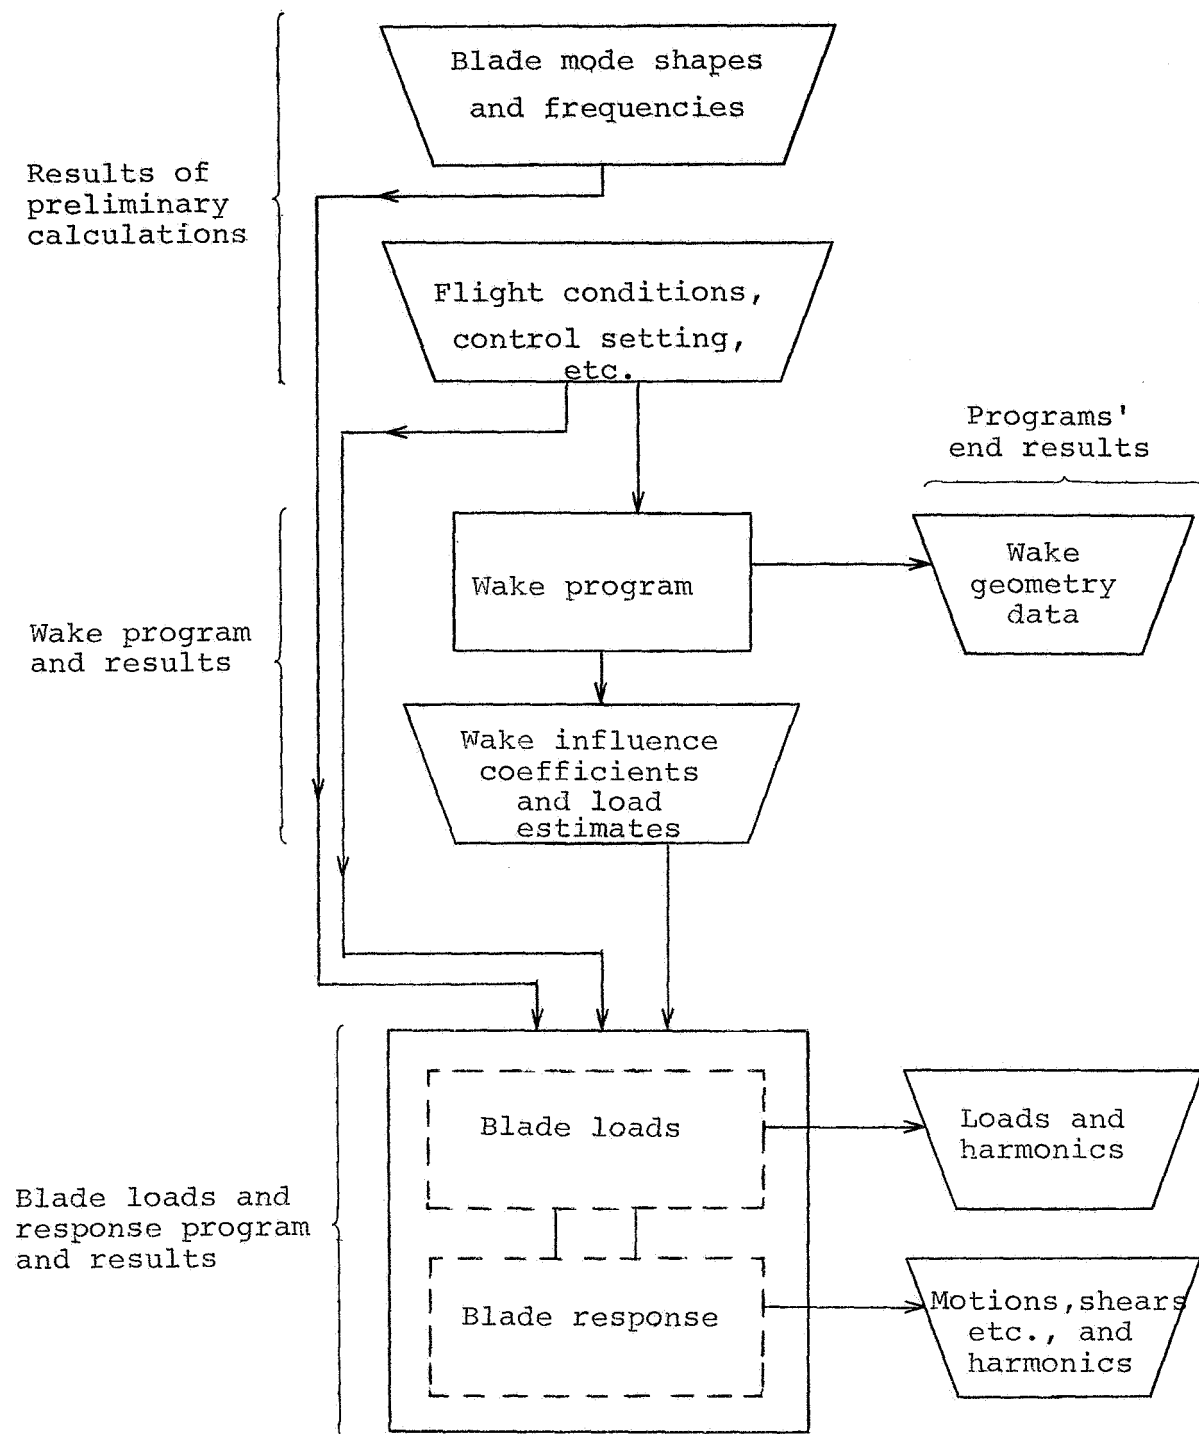 Blade mode shapes
and frequencies
Results of
preliminary
calculations
Flight conditions,
control setting,
etc.
Programs'
end results
Wake program
Wake
geometry
data
Wake program
and results
Wake influence
coefficients
and load
estimates
Blade loads
Loads and
harmonics
Blade loads and
response program
and results
Blade response
Motions,shears
etc., and
harmonics